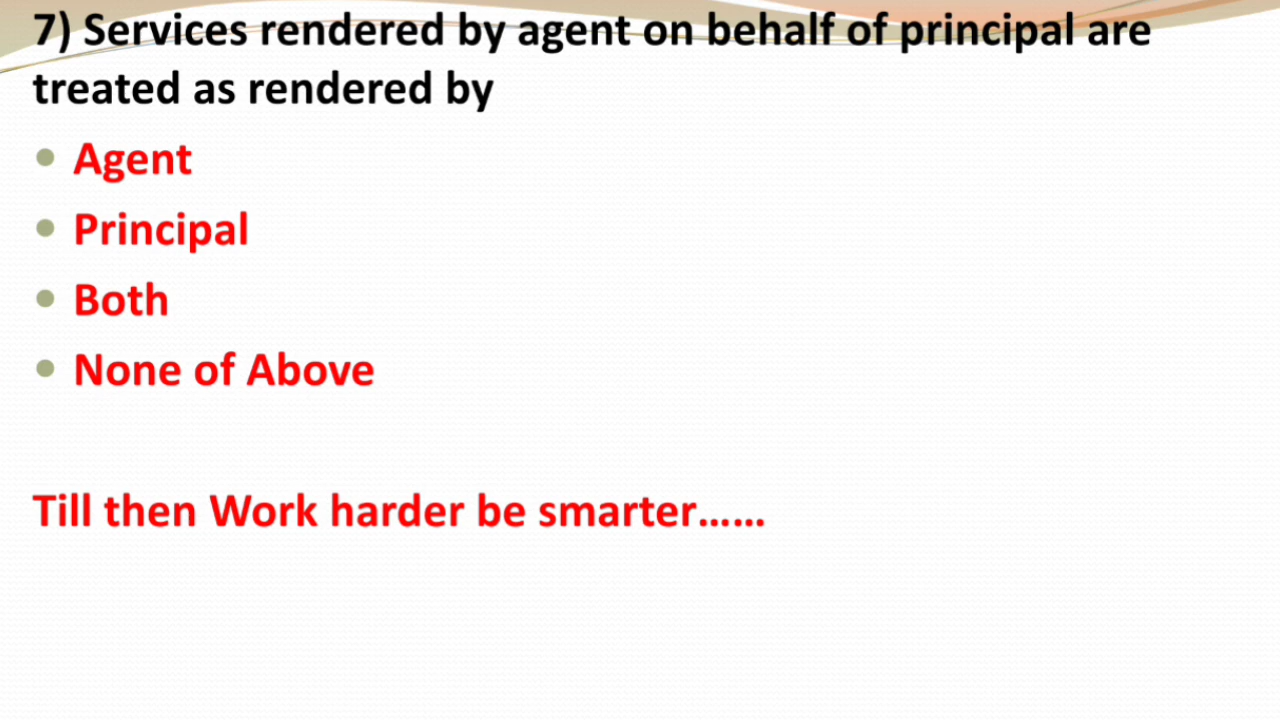 7) Services rendered by agent on behalf of principal are
treated as rendered by
• Agent
• Principal
• Both
• None of Above
Till then Work harder be smarter......